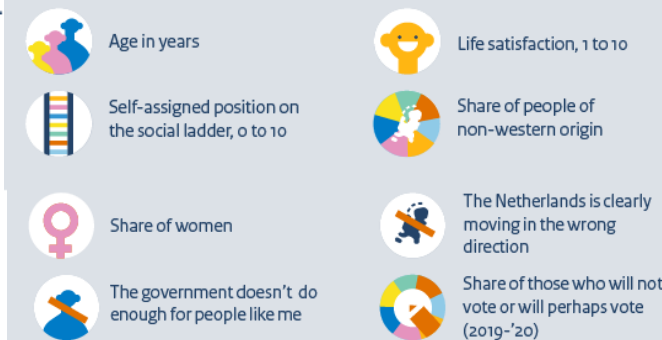 Age in years
Life satisfaction, 1 to 10
Self-assigned position on
the social ladder, 0 to 10
Share of people of
non-western origin
Share of women
The Netherlands is clearly
moving in the wrong
direction
The government doesn't do
enough for people like me
Share of those who will not
vote or will perhaps vote
(2019-'20)